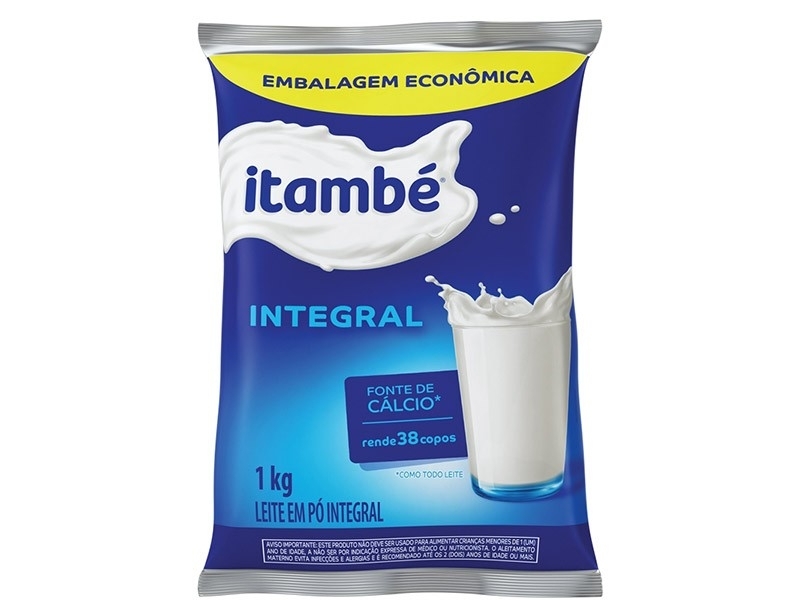 EMBALAGEM ECONÔMICA
itambé
INTEGRAL
FONTE DE
CÁLCIO*
rende 38 copos
*COMO TODO LEITE
1 kg
LEITE EM PÓ INTEGRAL
AVISO IMPORTANTE: ESTE PRODUTO NÃO DEVE SER USADO PARA ALIMENTAR CRIANÇAS MENORES DE 1 (UM)
ANO DE IDADE, A NÃO SER POR INDICAÇÃO EXPRESSA DE MÉDICO OU NUTRICIONISTA. O ALEITAMENTO
MATERNO EVITA INFECÇÕES E ALERGIAS E É RECOMENDADO ATÉ OS 2 (DOIS) ANOS DE IDADE OU MAIS.